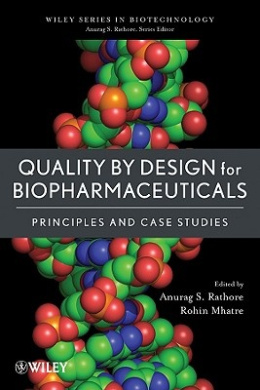 WILEY SERIES IN BIOTECHNOLOGY
Anurag S. Rathore, Series Editor
QUALITY BY DESIGN for
BIOPHARMACEUTICALS
PRINCIPLES AND CASE STUDIES
Edited by
Anurag S. Rathore
Rohin Mhatre
WILEY